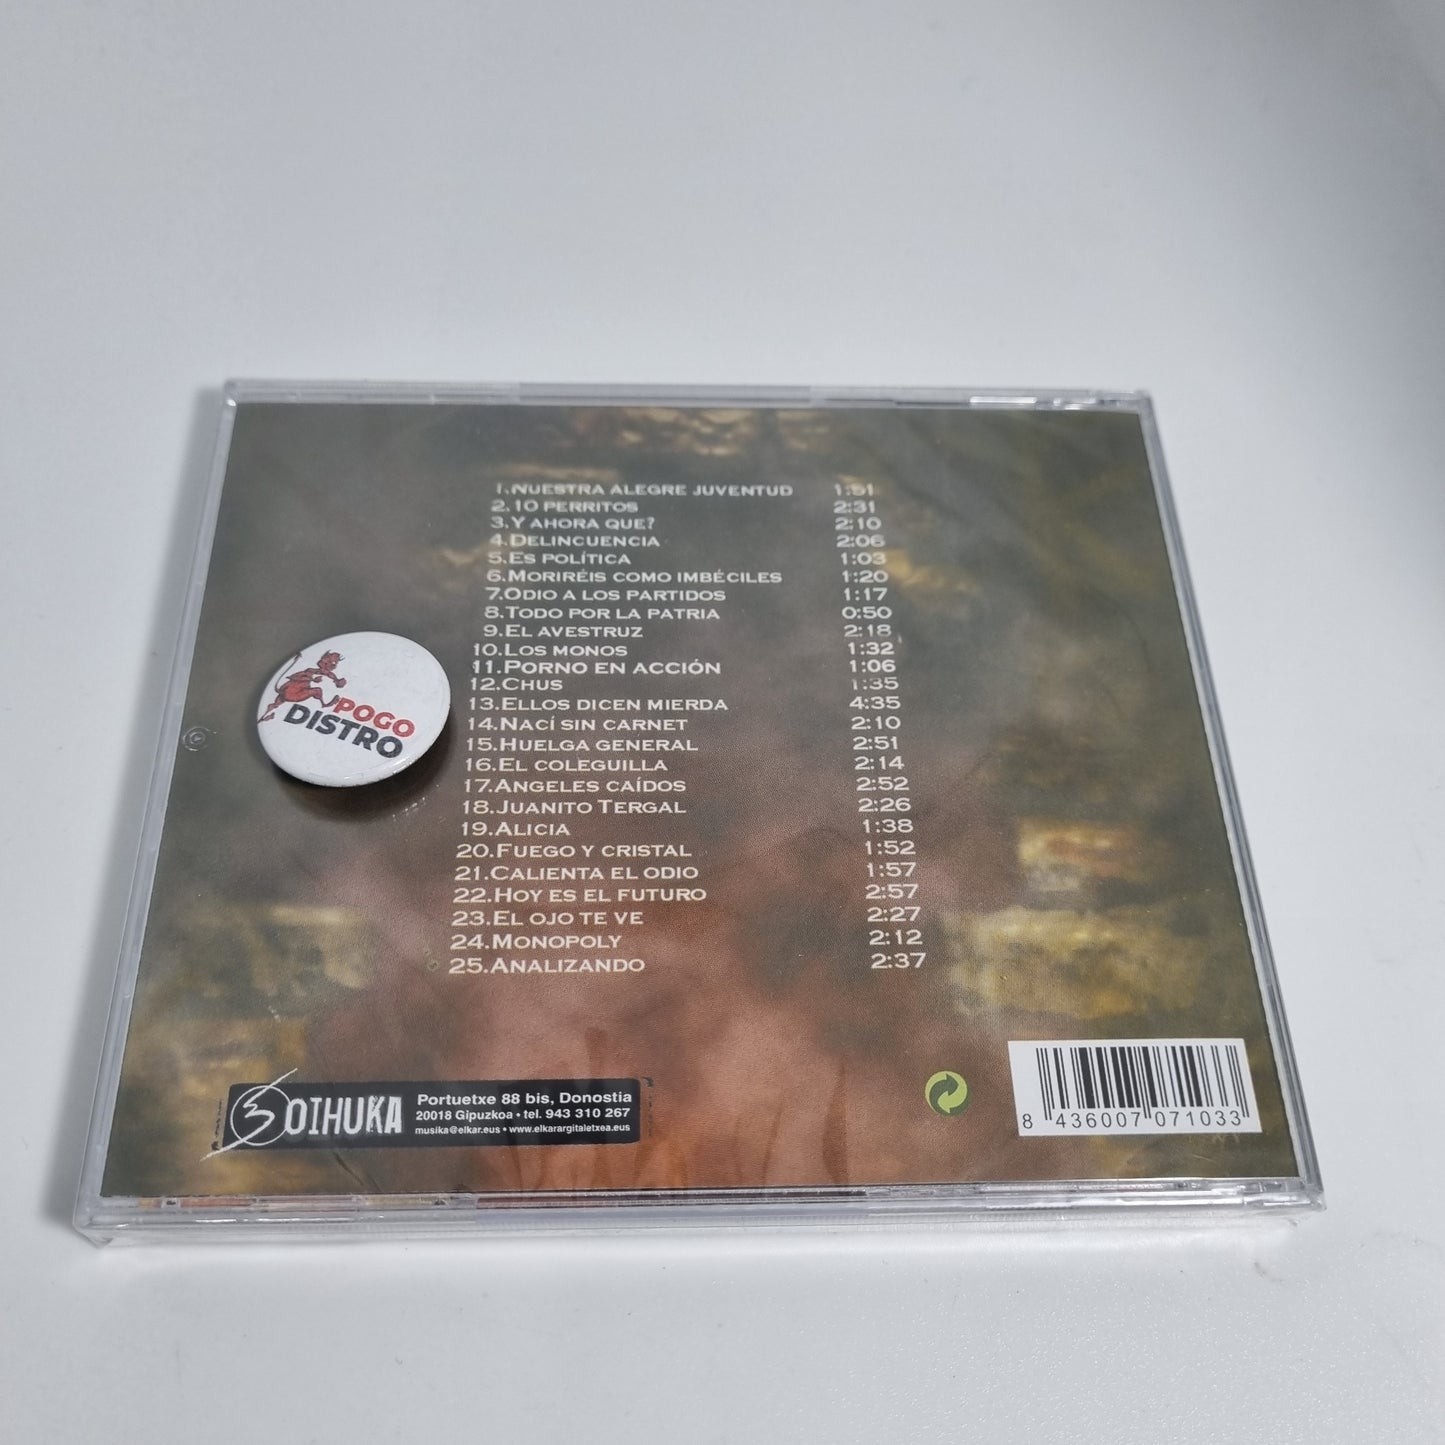 1.NUESTRA ALEGRE JUVENTUD 1:51
2.10 PERRITOS 2:31
3.Y AHORA QUE? 2:10
4.DELINCUENCIA 2:06
5.ES POLÍTICA 1:03
6.MORIRÉIS COMO IMBÉCILES 1:20
7.ODIO A LOS PARTIDOS 1:17
8.TODO POR LA PATRIA 0:50
9.EL AVESTRUZ 2:18
10.LOS MONOS 1:32
11.PORNO EN ACCIÓN 1:06
12.CHUS 1:35
13.ELLOS DICEN MIERDA 4:35
14.NACÍ SIN CARNET 2:10
15.HUELGA GENERAL 2:51
16.EL COLEGUILLA 2:14
17.ANGELES CAÍDOS 2:52
18.JUANITO TERGAL 2:26
19.ALICIA 1:38
20.FUEGO Y CRISTAL 1:52
21.CALIENTA EL ODIO 1:57
22.HOY ES EL FUTURO 2:57
23.EL OJO TE VE 2:27
24.MONOPOLY 2:12
25.ANALIZANDO 2:37
POGO
DISTRO
OIHUKA
Portuetxe 88 bis, Donostia
20018 Gipuzkoa • tel. 943 310 267
musika@elkar.eus • www.elkarargitaletxea.eus
8 436007 071033